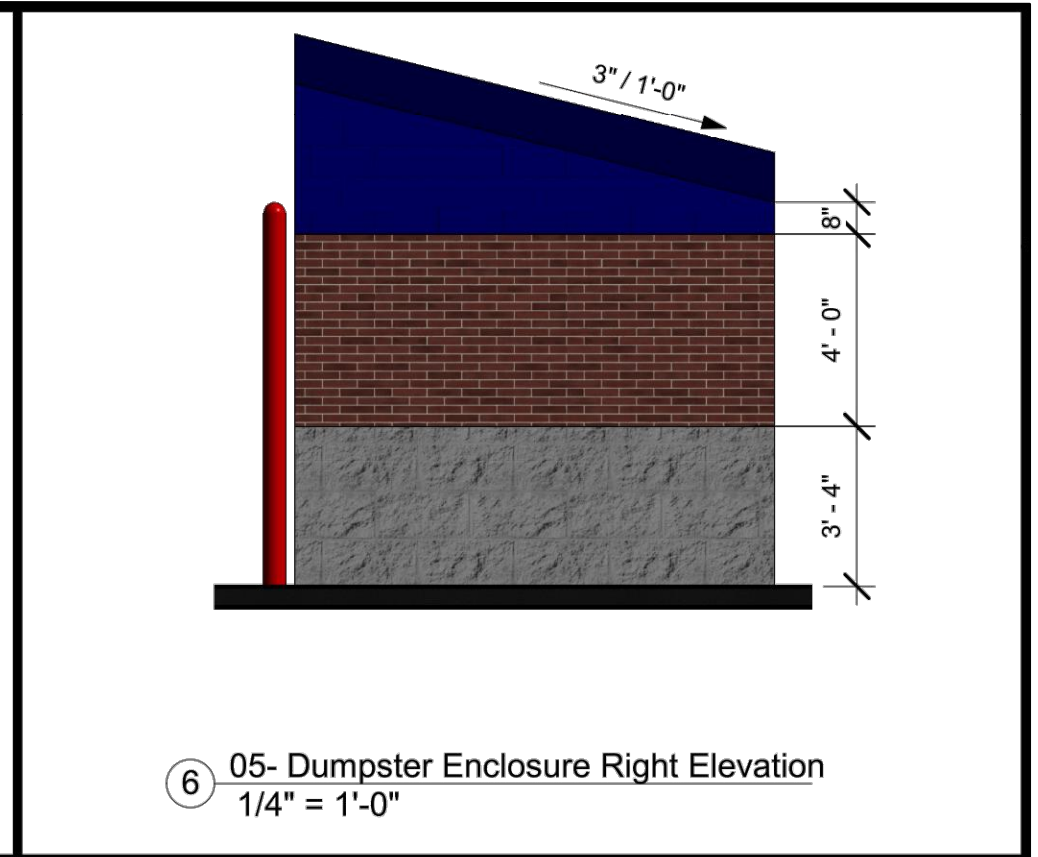 3" / 1'-0"
8"
4' - 0"
3' - 4"
6
05- Dumpster Enclosure Right Elevation
1/4" = 1'-0"